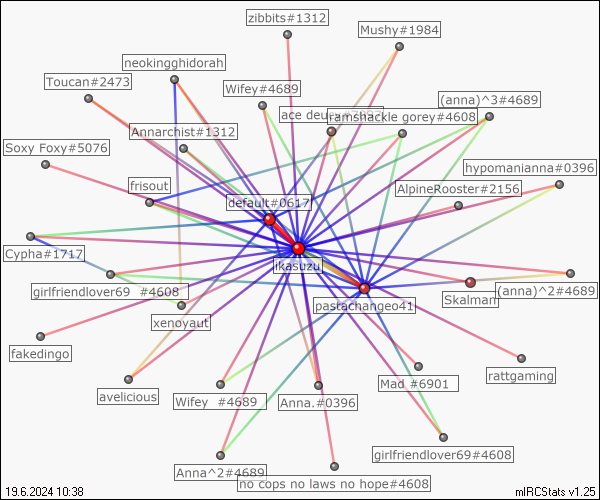 zibbits#1312
Mushy#1984
neokingghidorah
Toucan#2473
Wifey#4689
(anna)^3#4689
ace
ramshackle gorey#4608
Annarchist#1312
Soxy Foxy#5076
hypomanianna#0396
frisout
AlpineRooster#2156
default#0617
Cypha#1717
ikasuzu
girlfriendlover69 #4608
(anna)^2#4689
Skalman
pastachangeo41
xenoyaut
fakedingo
rattgaming
Mad #6901
avelicious
Wifey #4689
Anna.#0396
girlfriendlover69#4608
Anna^2#4689
no cops no laws no hope#4608
19.6.2024 10:38
mIRCStats v1.25